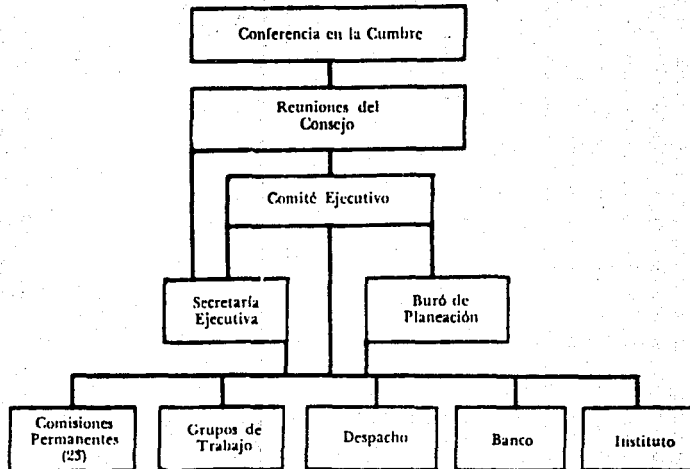 Conferencia en la Cumbre
Reuniones del
Consejo
Comité Ejecutivo
Secretaría
Ejecutiva
Buró de
Planeación
Comisiones
Permanentes
(23)
Grupos de
Trabajo
Despacho
Banco
Instituto